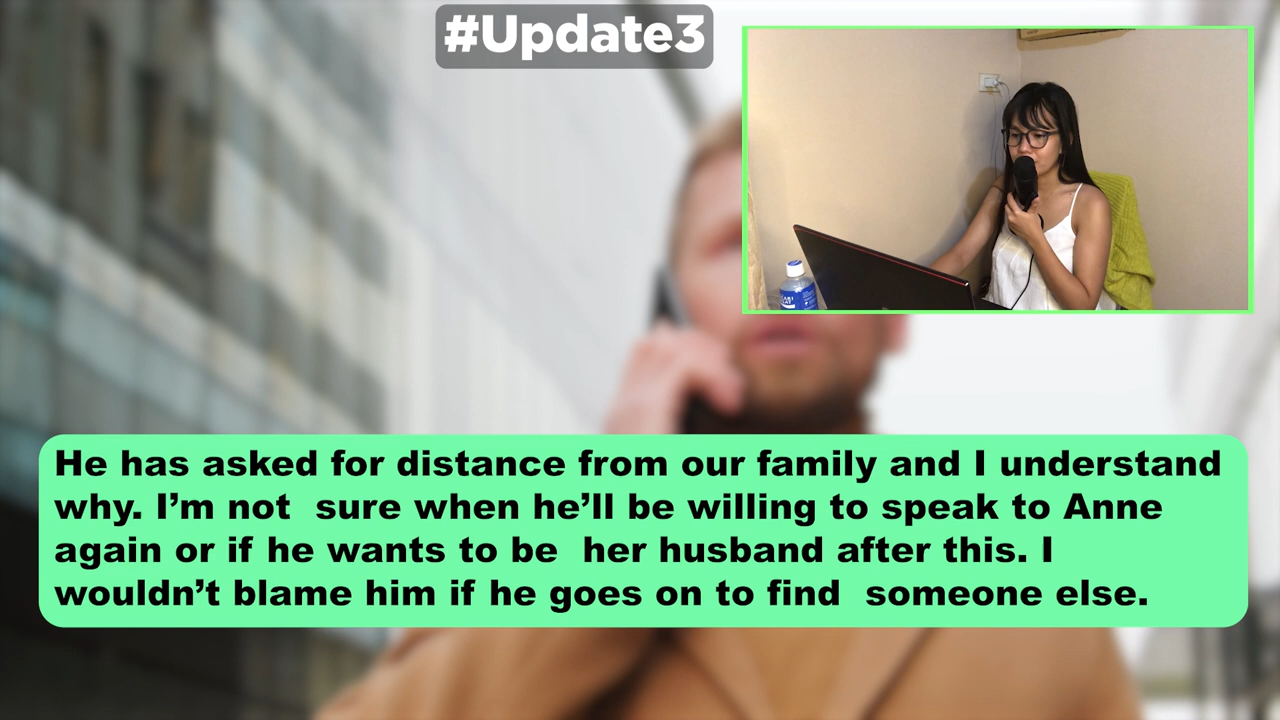 #Update3
He has asked for distance from our family and I understand
why. I’m not  sure when he’ll be willing to speak to Anne
again or if he wants to be  her husband after this. I
wouldn’t blame him if he goes on to find  someone else.